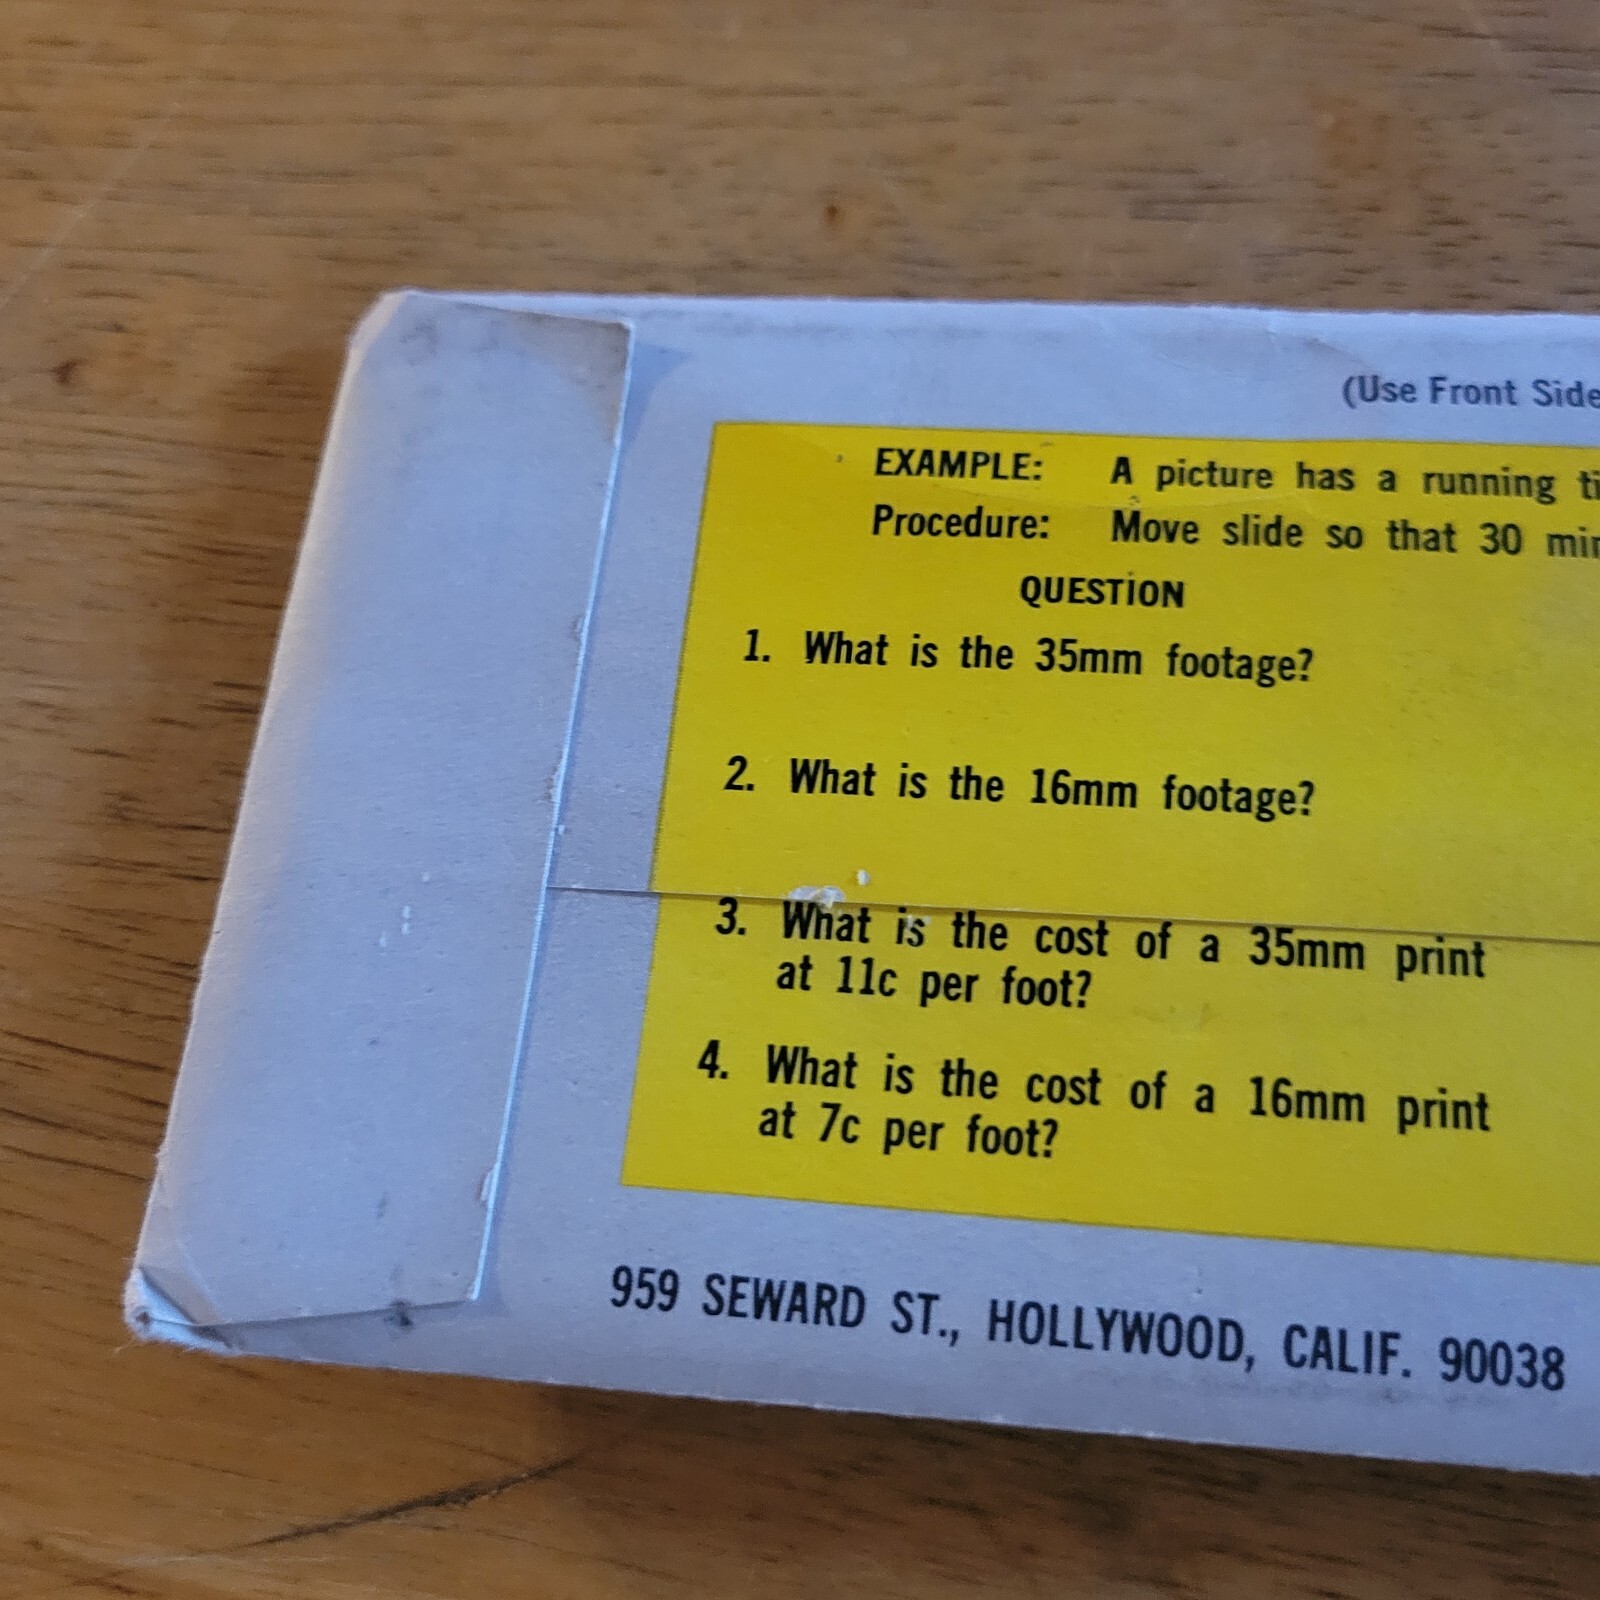 (Use Front Side
EXAMPLE: A picture has a running
Procedure: Move slide so that 30
QUESTION
1. What is the 35mm footage?
2. What is the 16mm footage?
3. What is the cost of a 35mm print
at 11c per foot?
4. What is the cost of a 16mm print
at 7c per foot?
959 SEWARD ST., HOLLYWOOD, CALIF. 90038